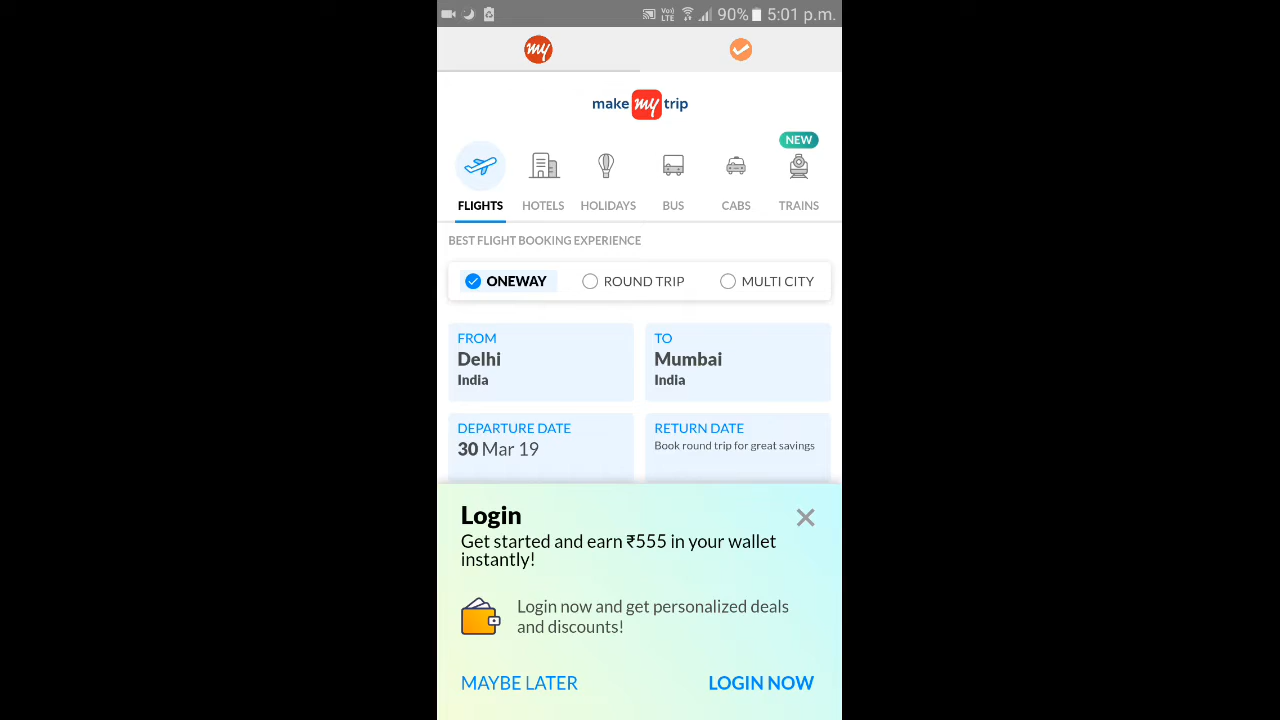 Vo) LTE 90% 5:01 p.m.
my
make my trip
NEW
FLIGHTS HOTELS HOLIDAYS BUS CABS TRAINS
BEST FLIGHT BOOKING EXPERIENCE
ONEWAY ROUND TRIP MULTI CITY
FROM TO
Delhi Mumbai
India India
DEPARTURE DATE RETURN DATE
30 Mar 19 Book round trip for great savings
Login
Get started and earn ₹555 in your wallet
instantly!
Login now and get personalized deals
and discounts!
MAYBE LATER LOGIN NOW